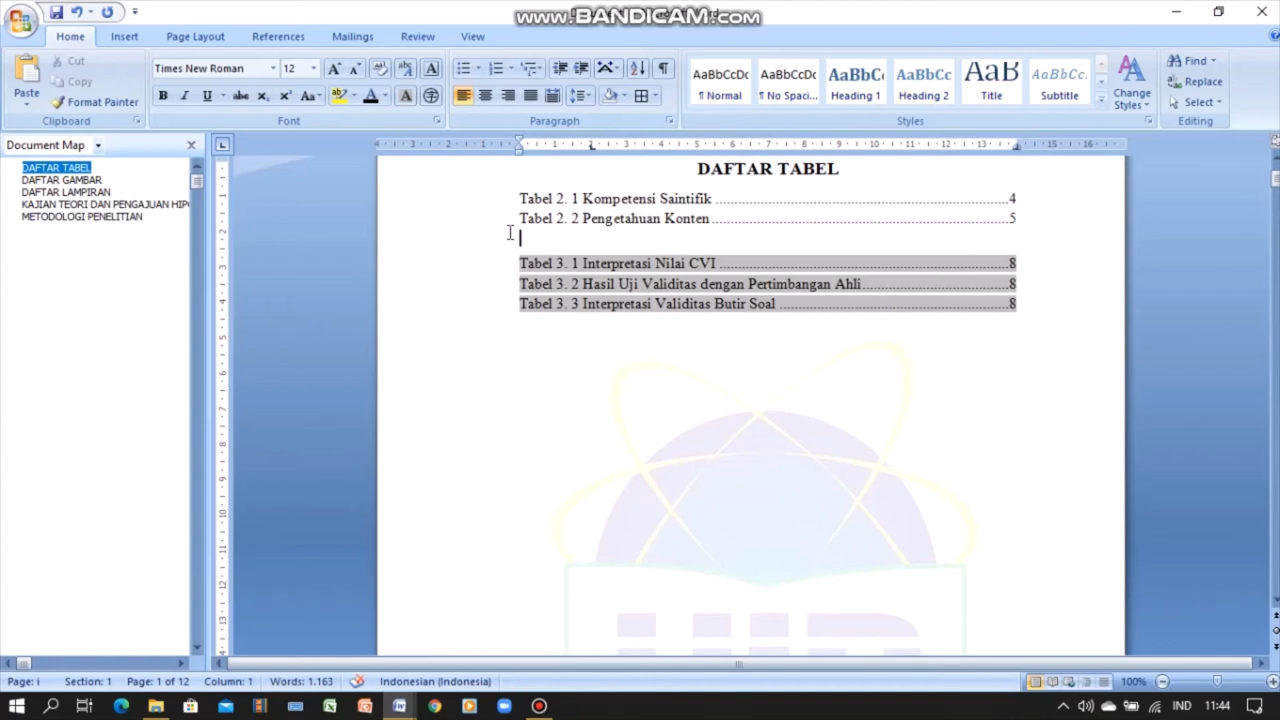 www.BANDICAM.com
Home Insert Page Layout References Mailings Review View
Paste
Cut
Copy
Format Painter
Clipboard
Times New Roman 12
Font
Paragraph
AaBbCcDc AaBbCcDc AaBbC AaBbCc AaB AaBbCc.
¶ Normal ¶ No Spaci... Heading 1 Heading 2 Title Subtitle
Change Styles
Styles
Find
Replace
Select
Editing
Document Map
DAFTAR TABEL
DAFTAR GAMBAR
DAFTAR LAMPIRAN
KAJIAN TEORI DAN PENGAJUAN HIP
METODOLOGI PENELITIAN
DAFTAR TABEL
Tabel 2. 1 Kompetensi Saintifik ........ 4
Tabel 2. 2 Pengetahuan Konten ........ 5
Tabel 3. 1 Interpretasi Nilai CVI ........ 8
Tabel 3. 2 Hasil Uji Validitas dengan Pertimbangan Ahli ........ 8
Tabel 3. 3 Interpretasi Validitas Butir Soal ........ 8
Page: i Section: 1 Page: 1 of 12 Column: 1 Words: 1.163 Indonesian (Indonesia) 100%
IND 11:44